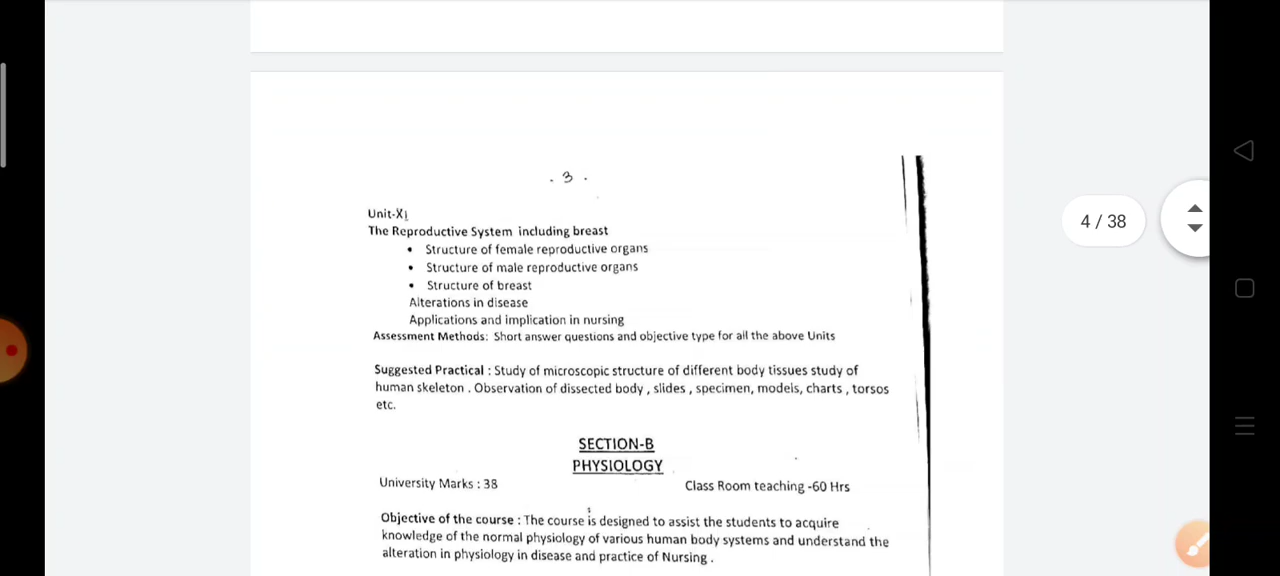 . 3 .
Unit-XI
The Reproductive System including breast
• Structure of female reproductive organs
• Structure of male reproductive organs
• Structure of breast
Alterations in disease
Applications and implication in nursing
Assessment Methods: Short answer questions and objective type for all the above Units
4 / 38
Suggested Practical : Study of microscopic structure of different body tissues study of
human skeleton . Observation of dissected body , slides , specimen, models, charts , torsos
etc.
SECTION-B
PHYSIOLOGY
University Marks : 38 Class Room teaching -60 Hrs
Objective of the course : The course is designed to assist the students to acquire
knowledge of the normal physiology of various human body systems and understand the
alteration in physiology in disease and practice of Nursing .